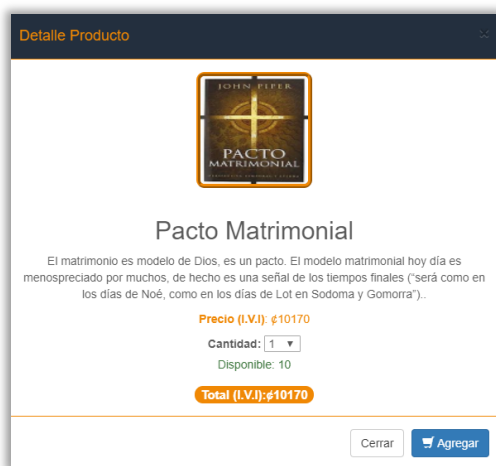 Detalle Producto
×
JOHN PIPER
PACTO
MATRIMONIAL
Pacto Matrimonial
El matrimonio es modelo de Dios, es un pacto. El modelo matrimonial hoy día es
menospreciado por muchos, de hecho es una señal de los tiempos finales (“será como en
los días de Noé, como en los días de Lot en Sodoma y Gomorra”)..
Precio (I.V.I): ¢10170
Cantidad: 1
Disponible: 10
Total (I.V.I):¢10170
Cerrar
Agregar